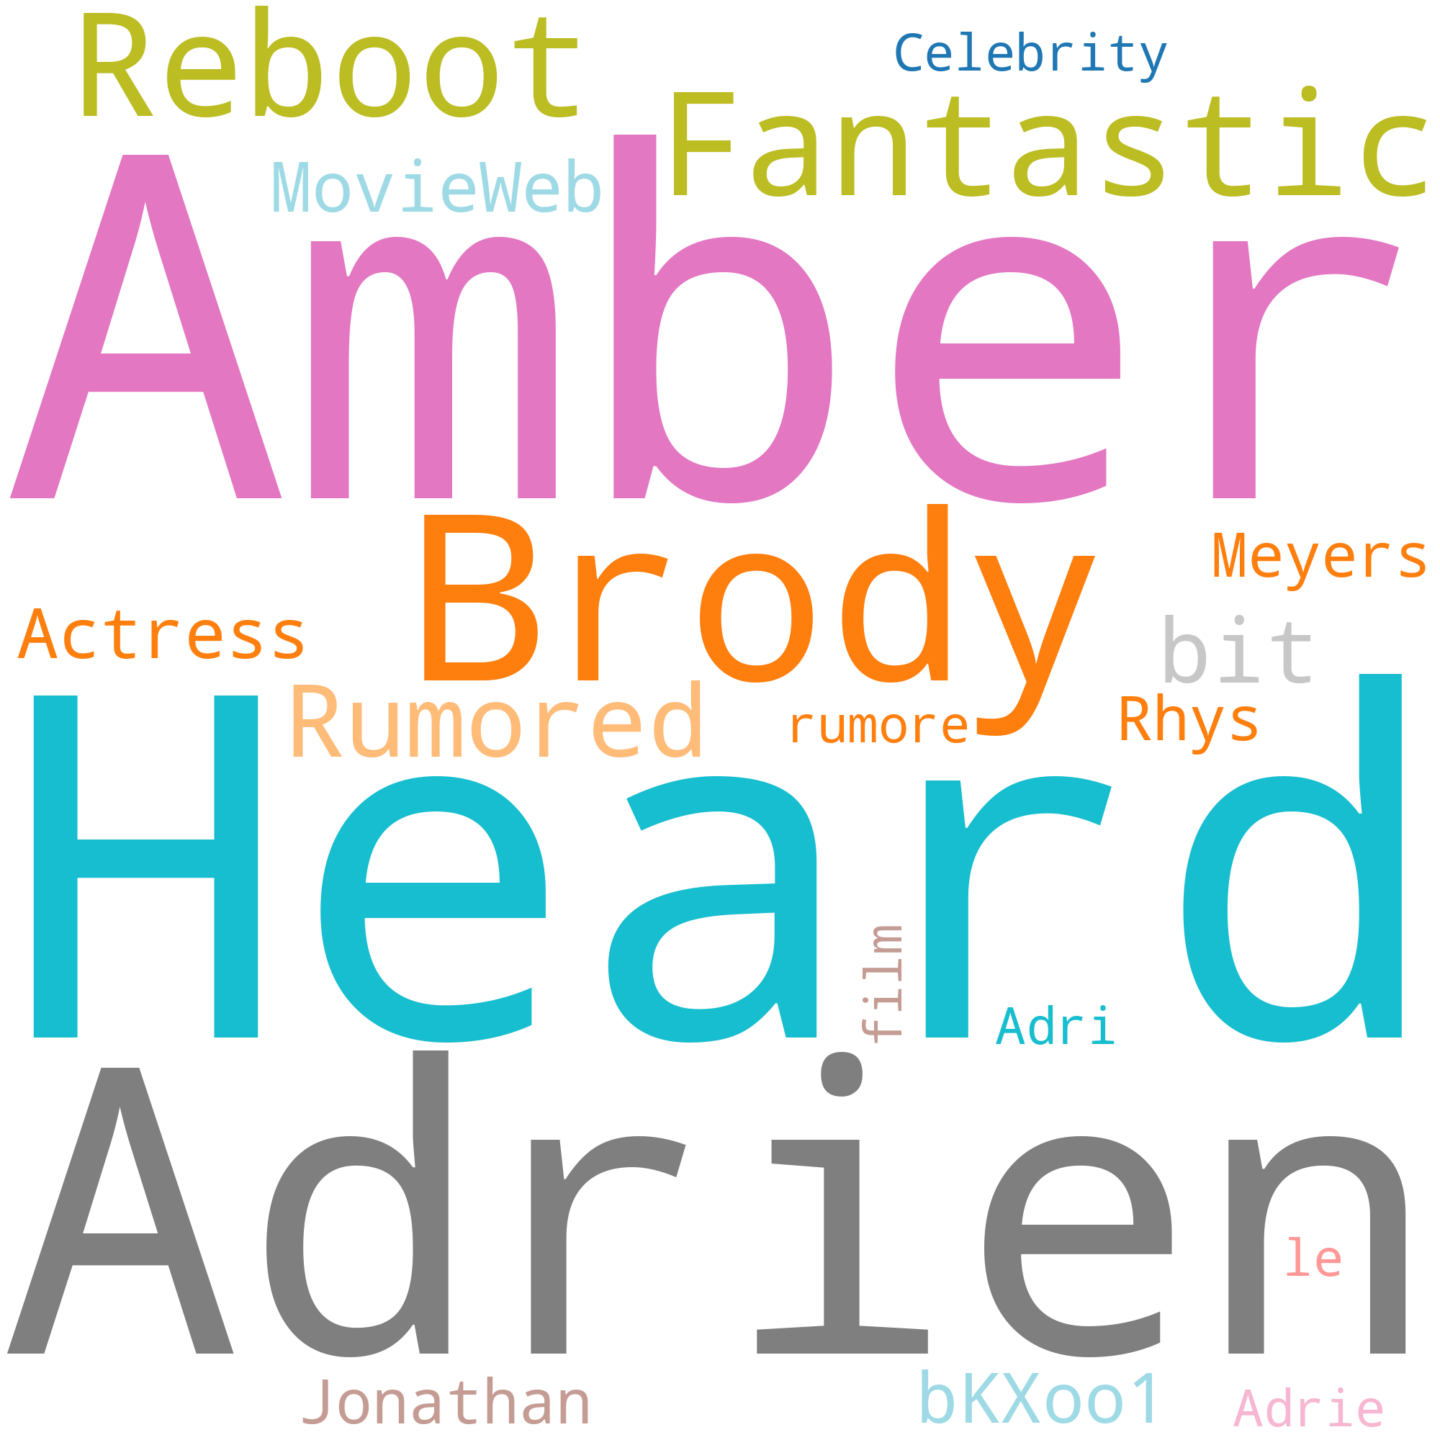 Reboot
Celebrity
Fantastic
MovieWeb
Amber
Brody
Meyers
Actress
bit
Rumored
rumore
Rhys
Heard
film
Adri
Adrien
le
Jonathan
bKXoo1
Adrie